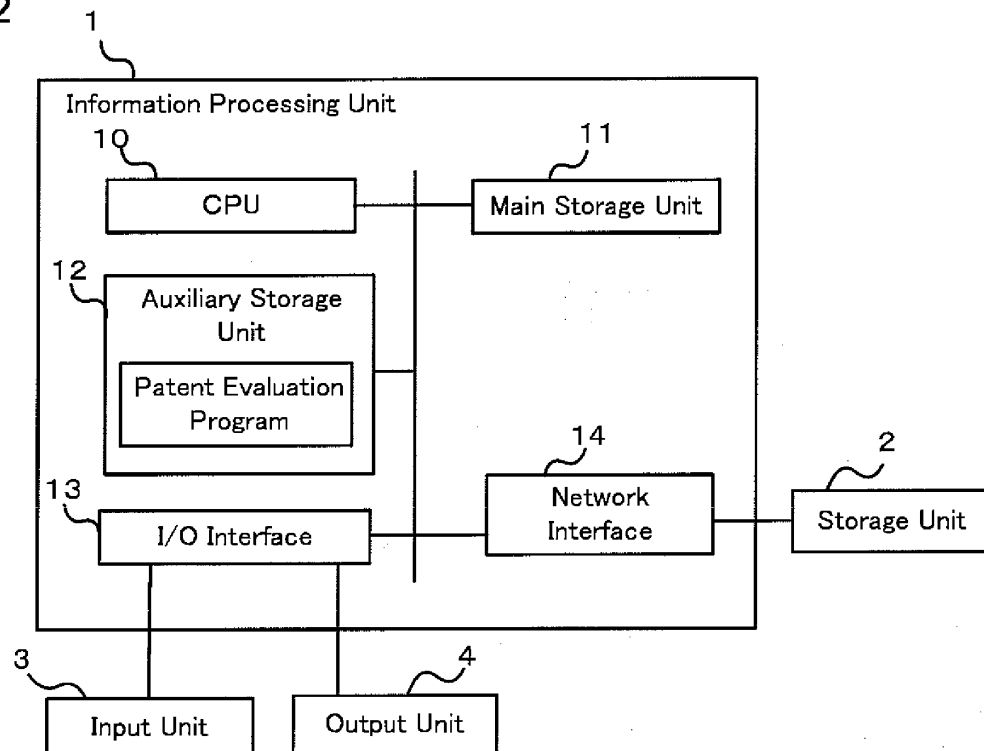 2
1
Information Processing Unit
10
CPU
11
Main Storage Unit
12
Auxiliary Storage
Unit
Patent Evaluation
Program
13
I/O Interface
14
Network
Interface
2
Storage Unit
3
Input Unit
4
Output Unit